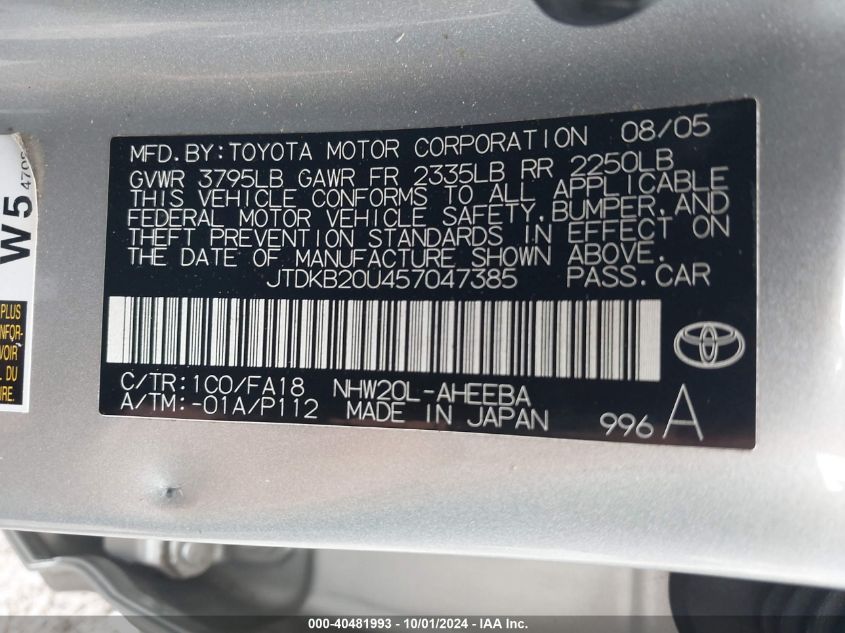 MFD. BY: TOYOTA MOTOR CORPORATION 08/05
GVWR 3795LB GAWR FR 2335LB RR 2250LB
THIS VEHICLE CONFORMS TO ALL APPLICABLE
FEDERAL MOTOR VEHICLE SAFETY, BUMPER, AND
THEFT PREVENTION STANDARDS IN EFFECT ON
THE DATE OF MANUFACTURE SHOWN ABOVE.
JTDKB20U457047385 PASS. CAR
C/TR: 1C0/FA18 NHW20L-AHEEBA
A/TM: -01A/P112 MADE IN JAPAN
996 A
W5
PLUS
VOIR
L DU
000-40481993 - 10/01/2024 - IAA Inc.